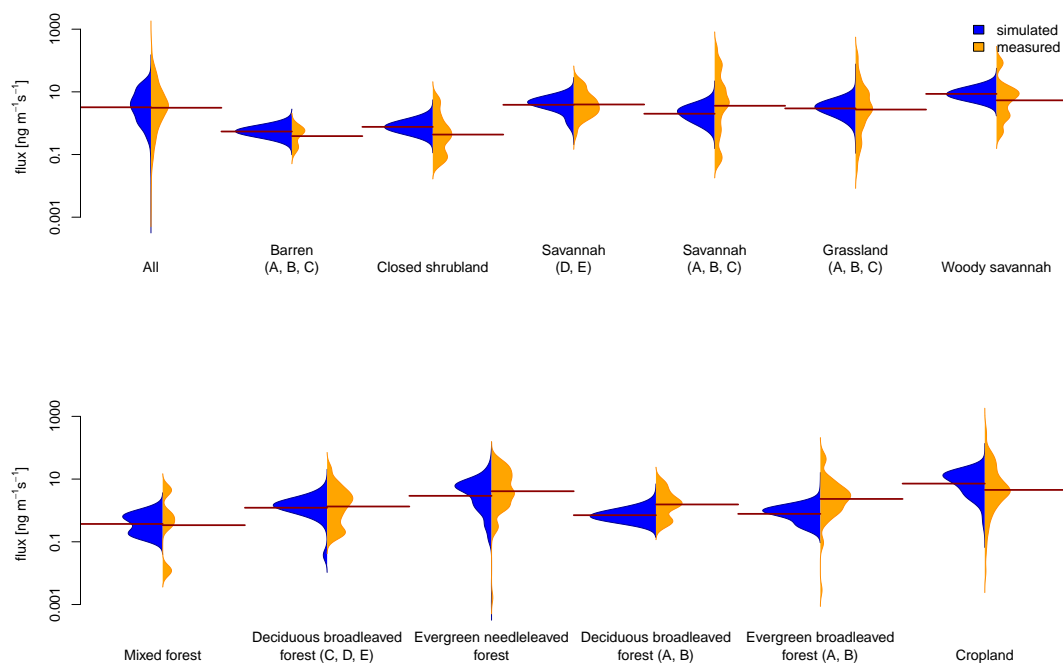 simulated
measured
flux [ng m⁻¹s⁻¹]
1000
10
0.1
0.001
All
Barren
(A, B, C)
Closed shrubland
Savannah
(D, E)
Savannah
(A, B, C)
Grassland
(A, B, C)
Woody savannah
flux [ng m⁻¹s⁻¹]
1000
10
0.1
0.001
Mixed forest
Deciduous broadleaved
forest (C, D, E)
Evergreen needleleaved
forest
Deciduous broadleaved
forest (A, B)
Evergreen broadleaved
forest (A, B)
Cropland